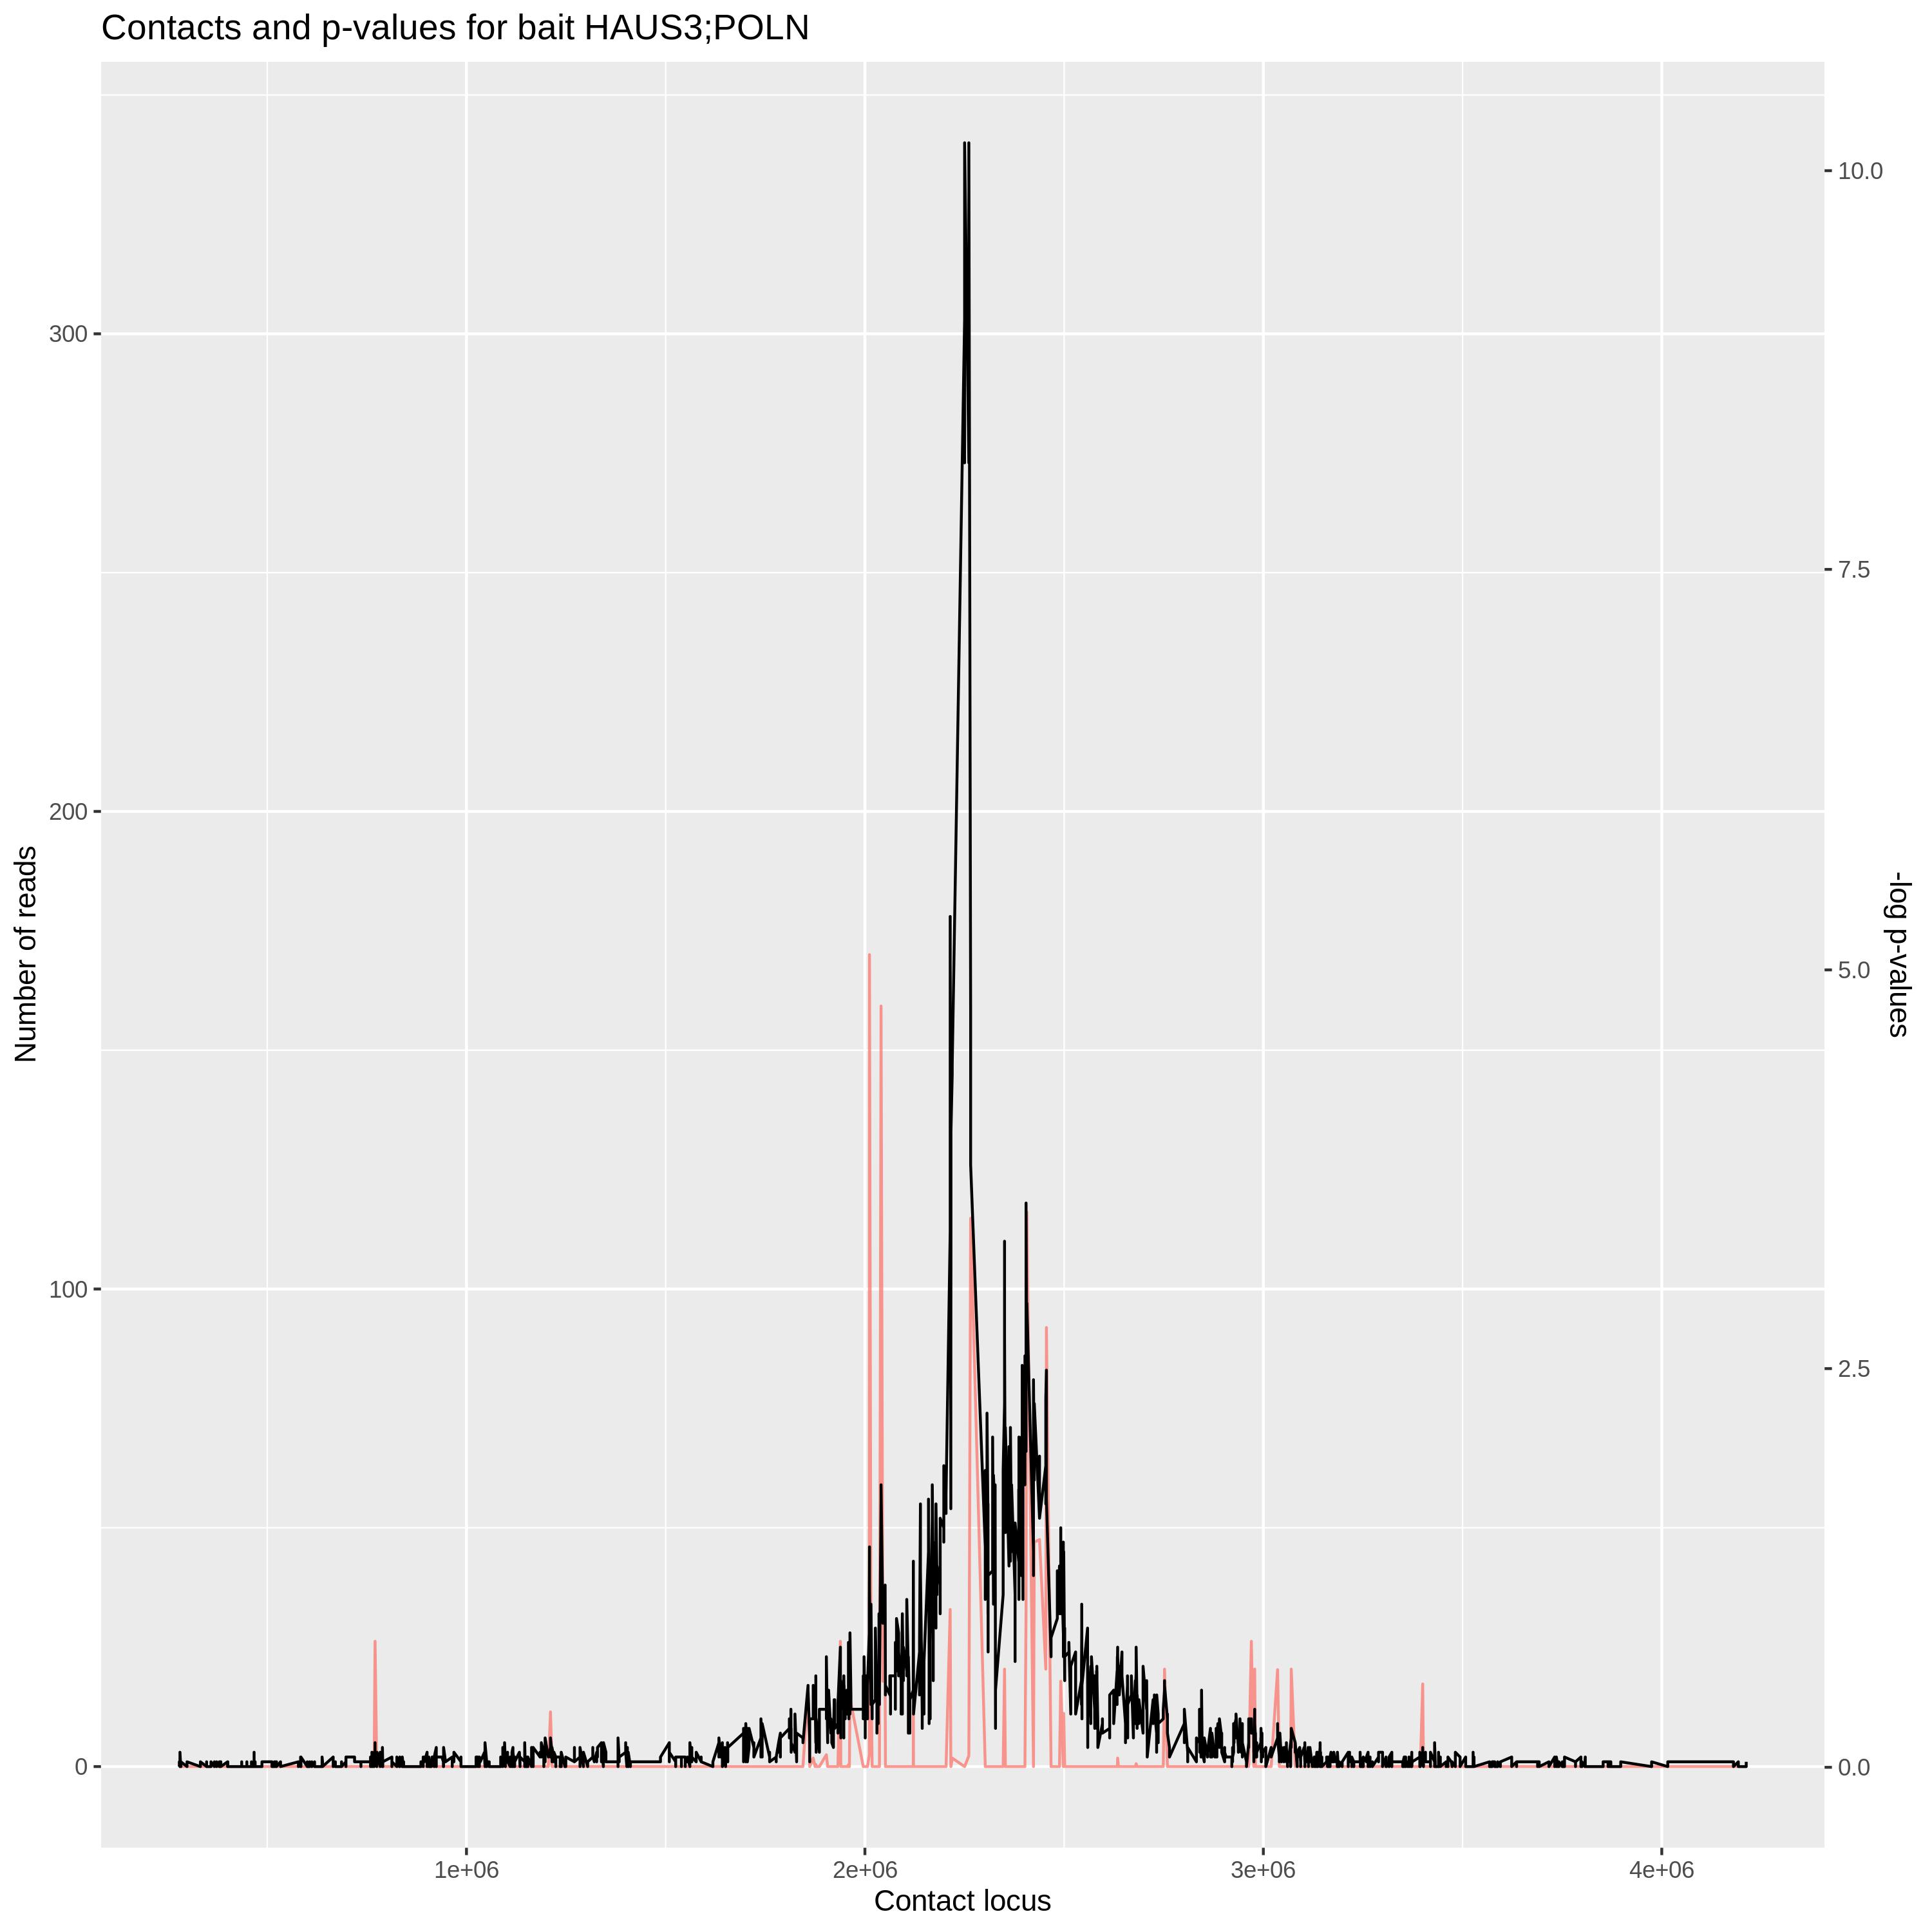 Contacts and p-values for bait HAUS3;POLN
Number of reads
300
200
100
0
10.0
7.5
5.0
2.5
0.0
-log p-values
1e+06
2e+06
3e+06
4e+06
Contact locus